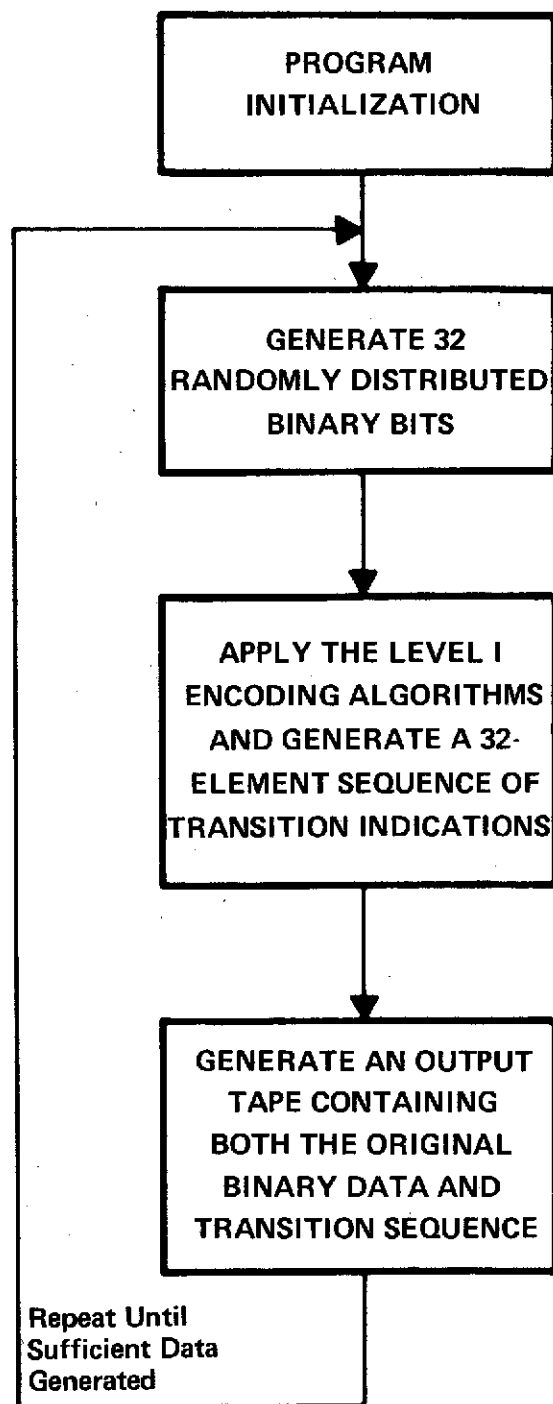 PROGRAM
INITIALIZATION
GENERATE 32
RANDOMLY DISTRIBUTED
BINARY BITS
APPLY THE LEVEL I
ENCODING ALGORITHMS
AND GENERATE A 32-
ELEMENT SEQUENCE OF
TRANSITION INDICATIONS
GENERATE AN OUTPUT
TAPE CONTAINING
BOTH THE ORIGINAL
BINARY DATA AND
TRANSITION SEQUENCE
Repeat Until
Sufficient Data
Generated